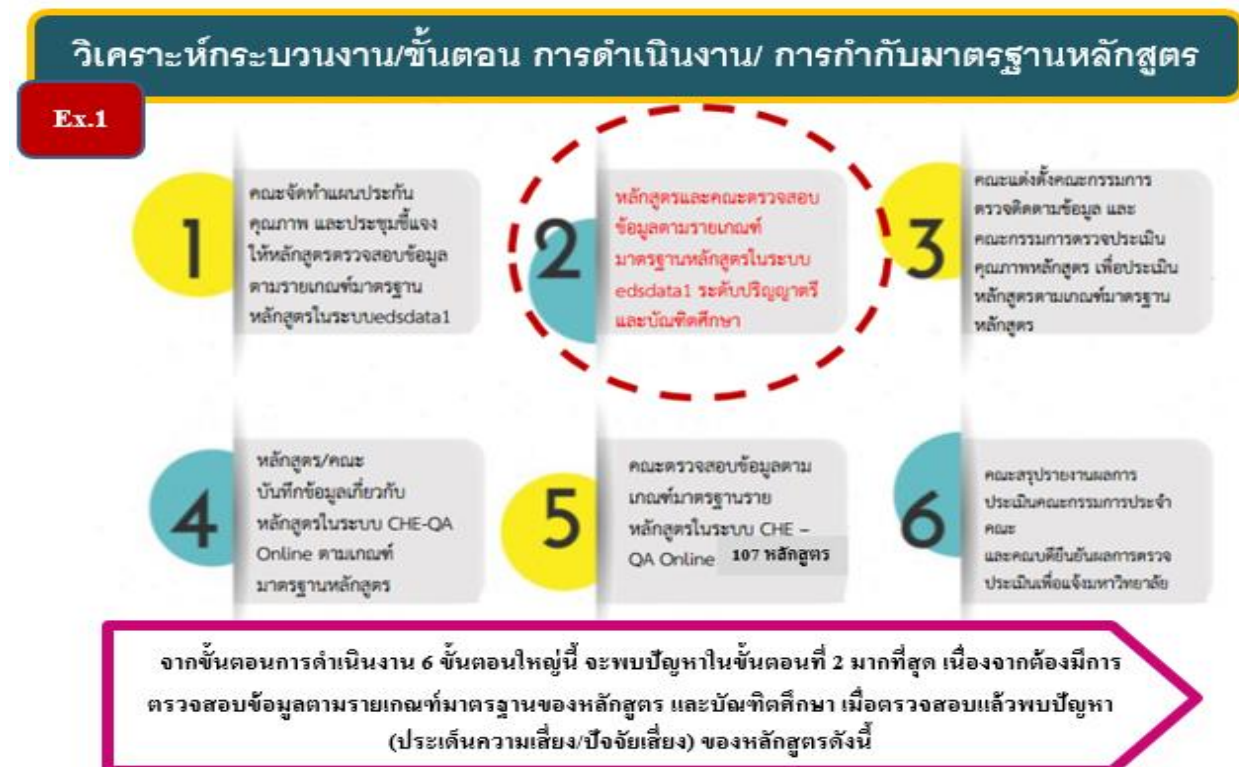 วิเคราะห์กระบวนงาน/ขั้นตอน การดำเนินงาน/ การกำกับมาตรฐานหลักสูตร
Ex.1
1
คณะจัดทำแผนประกัน
คุณภาพ และประชุมชี้แจง
ให้หลักสูตรตรวจสอบข้อมูล
ตามรายเกณฑ์มาตรฐาน
หลักสูตรในระบบedsdata1
2
หลักสูตรและคณะตรวจสอบ
ข้อมูลตามรายเกณฑ์
มาตรฐานหลักสูตรในระบบ
edsdata1 ระดับปริญญาตรี
และบัณฑิตศึกษา
3
คณะแต่งตั้งคณะกรรมการ
ตรวจติดตามข้อมูล และ
คณะกรรมการตรวจประเมิน
คุณภาพหลักสูตร เพื่อประเมิน
หลักสูตรตามเกณฑ์มาตรฐาน
หลักสูตร
4
หลักสูตร/คณะ
บันทึกข้อมูลเกี่ยวกับ
หลักสูตรในระบบ CHE-QA
Online ตามเกณฑ์
มาตรฐานหลักสูตร
5
คณะตรวจสอบข้อมูลตาม
เกณฑ์มาตรฐานราย
หลักสูตรในระบบ CHE –
QA Online 107 หลักสูตร
6
คณะสรุปรายงานผลการ
ประเมินคณะกรรมการประจำ
คณะ
และคณบดียืนยันผลการตรวจ
ประเมินเพื่อแจ้งมหาวิทยาลัย
จากขั้นตอนการดำเนินงาน 6 ขั้นตอนใหญ่นี้ จะพบปัญหาในขั้นตอนที่ 2 มากที่สุด เนื่องจากต้องมีการ
ตรวจสอบข้อมูลตามรายเกณฑ์มาตรฐานของหลักสูตร และบัณฑิตศึกษา เมื่อตรวจสอบแล้วพบปัญหา
(ประเด็นความเสี่ยง/ปัจจัยเสี่ยง) ของหลักสูตรดังนี้